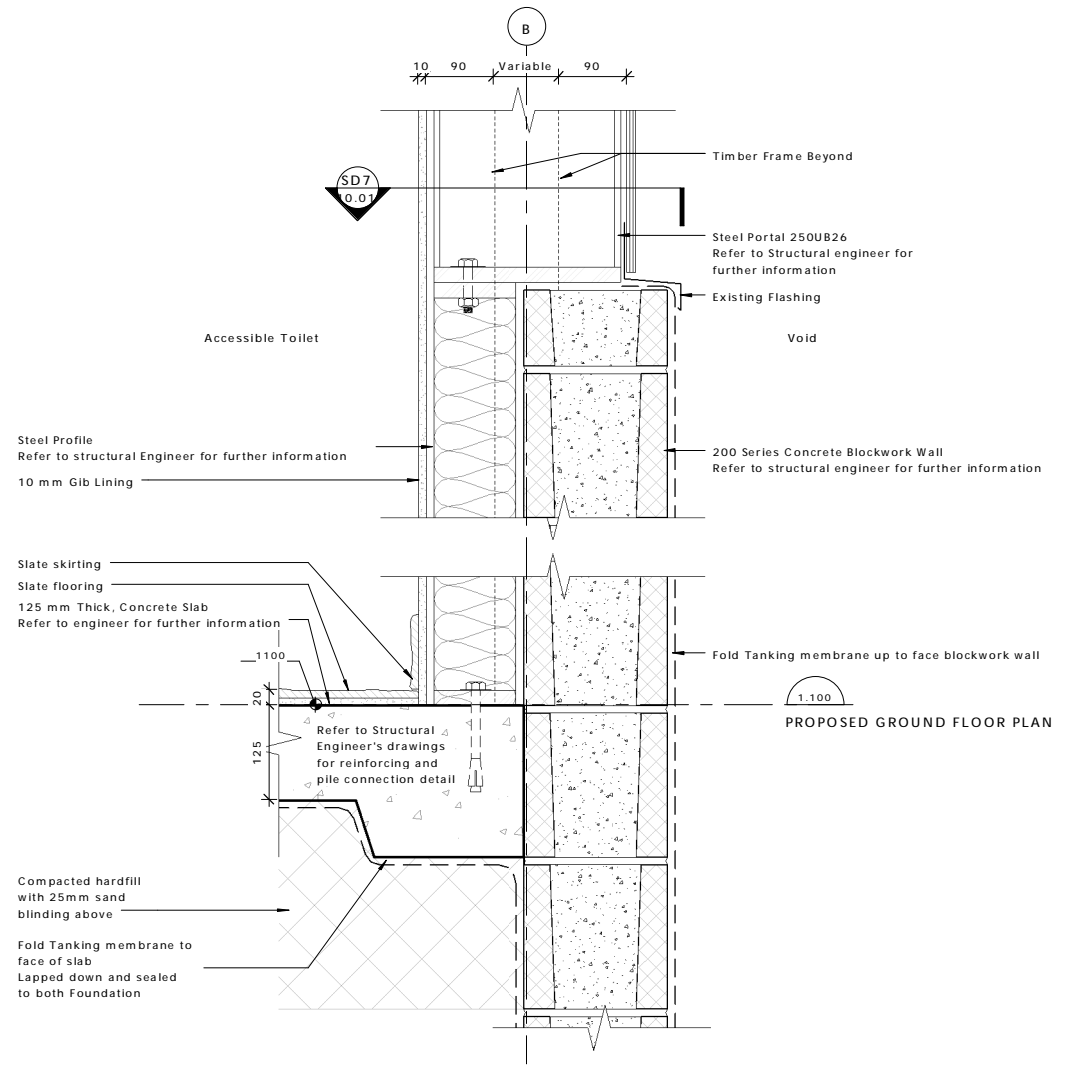 B
10 90 Variable 90
Timber Frame Beyond
SD7
10.01
Steel Portal 250UB26
Refer to Structural engineer for
further information
Existing Flashing
Accessible Toilet
Void
Steel Profile
Refer to structural Engineer for further information
10 mm Gib Lining
200 Series Concrete Blockwork Wall
Refer to structural engineer for further information
Slate skirting
Slate flooring
125 mm Thick, Concrete Slab
Refer to engineer for further information
1100
Fold Tanking membrane up to face blockwork wall
20
1.100
PROPOSED GROUND FLOOR PLAN
125
Refer to Structural
Engineer's drawings
for reinforcing and
pile connection detail
Compacted hardfill
with 25mm sand
blinding above
Fold Tanking membrane to
face of slab
Lapped down and sealed
to both Foundation